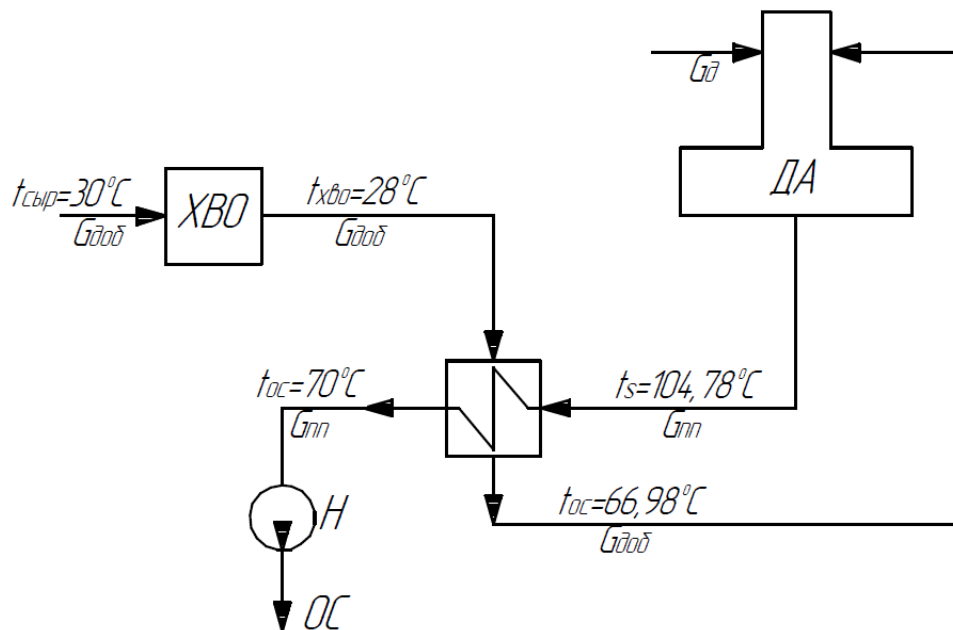 Gд
ДА
tсыр=30°C
Gдоб
ХВО
tхво=28°C
Gдоб
tос=70°C
Gпп
ts=104,78°C
Gпп
Н
tос=66,98°C
Gдоб
ОС